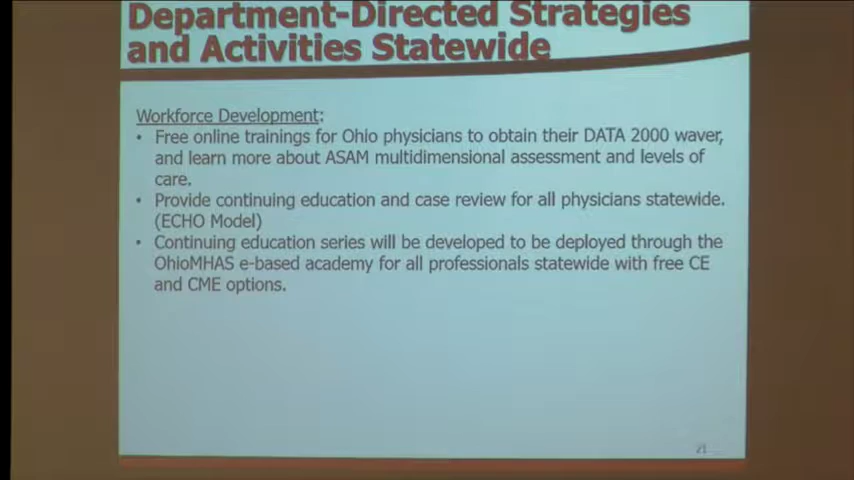 Department-Directed Strategies
and Activities Statewide
Workforce Development:
• Free online trainings for Ohio physicians to obtain their DATA 2000 waver,
and learn more about ASAM multidimensional assessment and levels of
care.
• Provide continuing education and case review for all physicians statewide.
(ECHO Model)
• Continuing education series will be developed to be deployed through the
OhioMHAS e-based academy for all professionals statewide with free CE
and CME options.
21